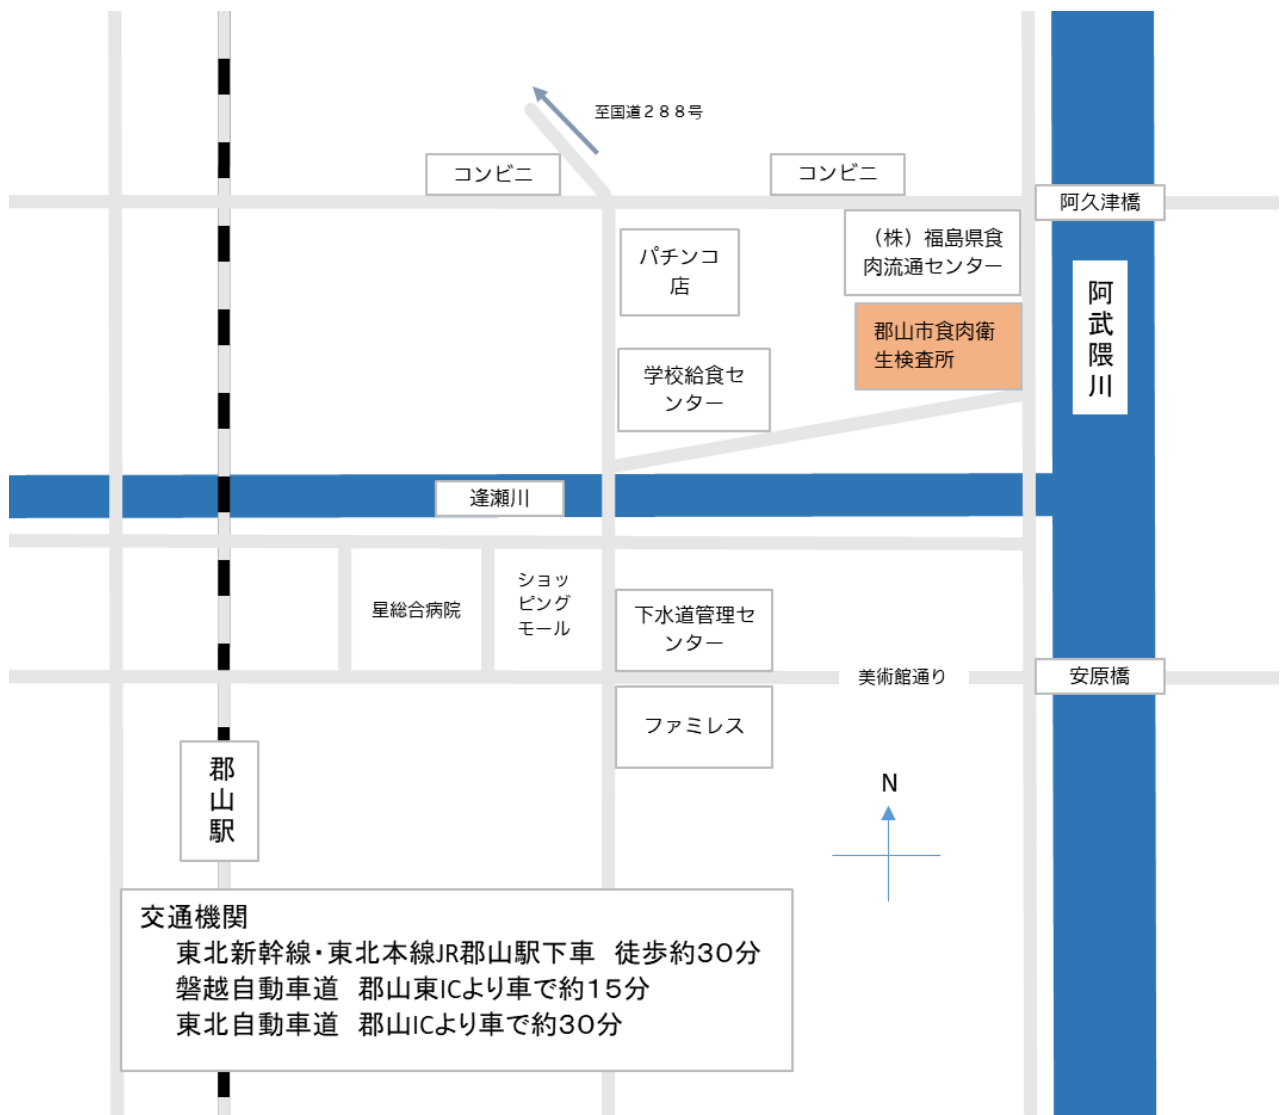 至国道２８８号
コンビニ
コンビニ
阿久津橋
（株）福島県食
肉流通センター
パチンコ
店
郡山市食肉衛
生検査所
阿武隈川
学校給食セ
ンター
逢瀬川
ショッ
ピング
モール
星総合病院
下水道管理セ
ンター
美術館通り
安原橋
ファミレス
郡山駅
N
交通機関
東北新幹線・東北本線JR郡山駅下車　徒歩約30分
磐越自動車道　郡山東ICより車で約15分
東北自動車道　郡山ICより車で約30分